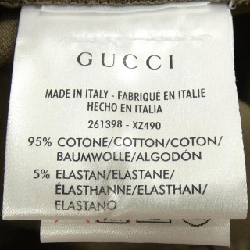 GUCCI
MADE IN ITALY - FABRIQUE EN ITALIE
HECHO EN ITALIA
261398 - XZ490
95% COTONE/COTTON/COTON/
BAUMWOLLE/ALGODÓN
5% ELASTAN/ELASTANE/
ÉLASTHANNE/ELASTHAN/
ELASTANO